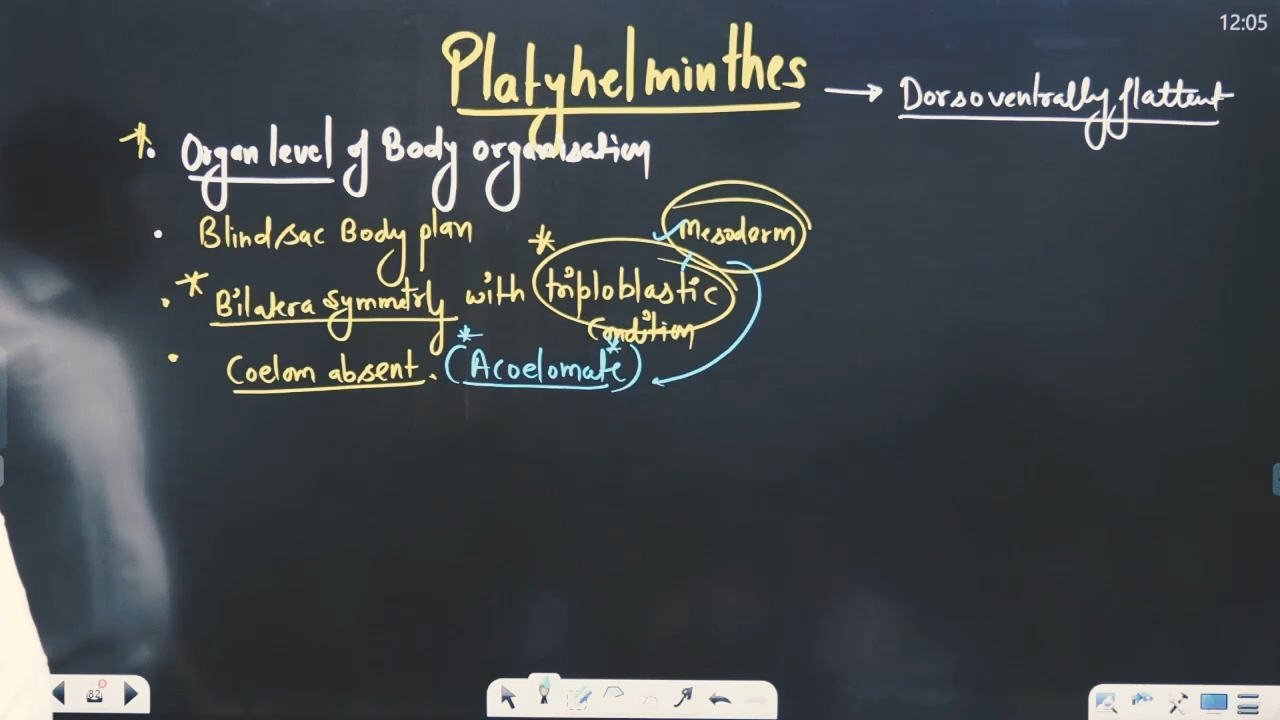 12:05
Platyhelminthes → Dorsoventrally flattent
* Organ level of Body organisation
• Blind sac Body plan
Mesoderm
• * Bilatera symmetry with * triploblastic
Condition
• Coelom absent. (Acoelomate)
82